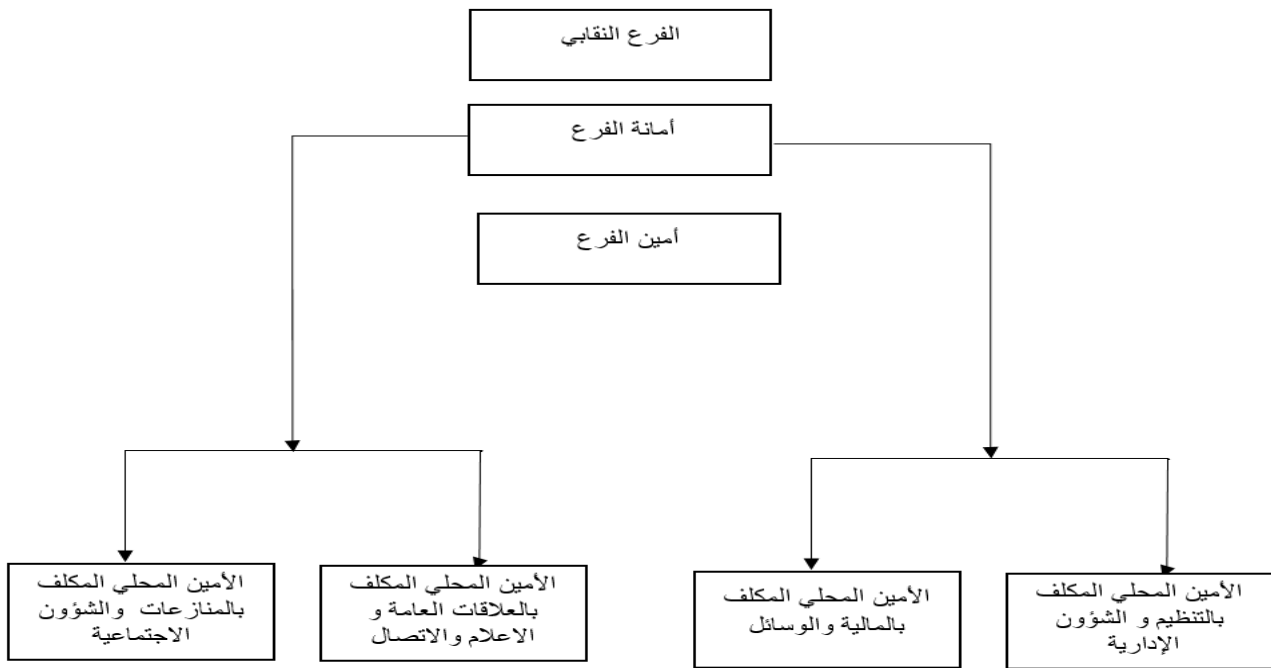 الفرع النقابي
أمانة الفرع
أمين الفرع
الأمين المحلي المكلف
بالتنظيم و الشؤون
الإدارية
الأمين المحلي المكلف
بالمالية والوسائل
الأمين المحلي المكلف
بالعلاقات العامة و
الاعلام والاتصال
الأمين المحلي المكلف
بالمنازعات والشؤون
الاجتماعية